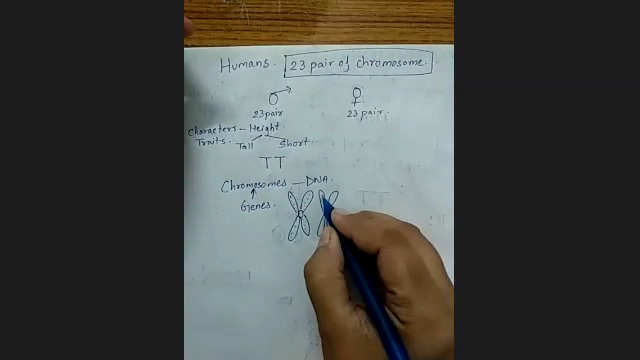 Humans. 23 pair of chromosome.
23 pair 23 pair.
Characters - Height.
Traits. Tall Short.
TT
Chromosomes - DNA.
Genes.